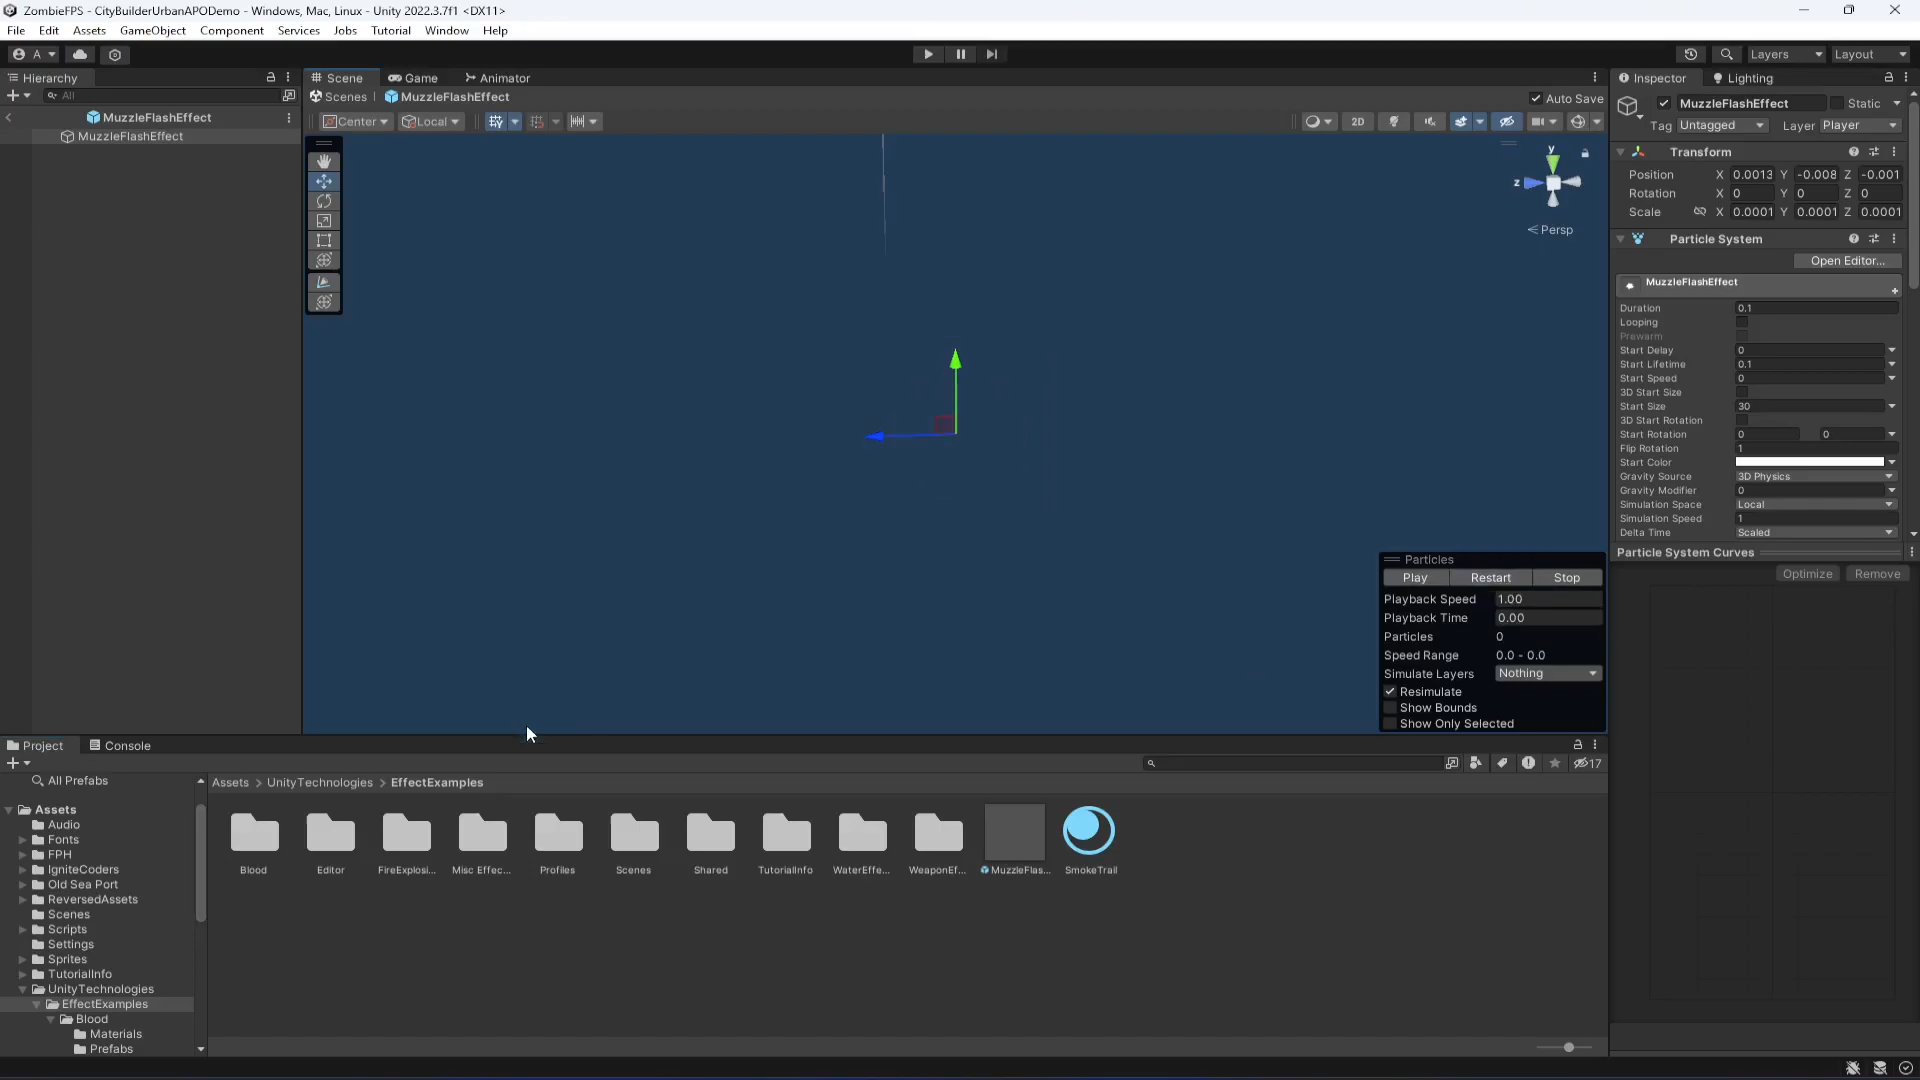 ZombieFPS - CityBuilderUrbanAPODemo - Windows, Mac, Linux - Unity 2022.3.7f1 <DX11>
File Edit Assets GameObject Component Services Jobs Tutorial Window Help
A Layers Layout
Hierarchy
All
MuzzleFlashEffect
MuzzleFlashEffect
Scene Game Animator
Scenes | MuzzleFlashEffect Auto Save
Center Local 2D
y
z
Persp
Particles
Play Restart Stop
Playback Speed 1.00
Playback Time 0.00
Particles 0
Speed Range 0.0 - 0.0
Simulate Layers Nothing
Resimulate
Show Bounds
Show Only Selected
Inspector Lighting
MuzzleFlashEffect Static
Tag Untagged Layer Player
Transform
Position X 0.0013 Y -0.008 Z -0.001
Rotation X 0 Y 0 Z 0
Scale X 0.0001 Y 0.0001 Z 0.0001
Particle System
Open Editor...
MuzzleFlashEffect
Duration 0.1
Looping
Prewarm
Start Delay 0
Start Lifetime 0.1
Start Speed 0
3D Start Size
Start Size 30
3D Start Rotation
Start Rotation 0 0
Flip Rotation 1
Start Color
Gravity Source 3D Physics
Gravity Modifier 0
Simulation Space Local
Simulation Speed 1
Delta Time Scaled
Particle System Curves
Optimize Remove
Project Console
17
All Prefabs
Assets
Audio
Fonts
FPH
IgniteCoders
Old Sea Port
ReversedAssets
Scenes
Scripts
Settings
Sprites
TutorialInfo
UnityTechnologies
EffectExamples
Blood
Materials
Prefabs
Assets > UnityTechnologies > EffectExamples
Blood Editor FireExplosi... Misc Effec... Profiles Scenes Shared TutorialInfo WaterEffe... WeaponEf... MuzzleFlas... SmokeTrail